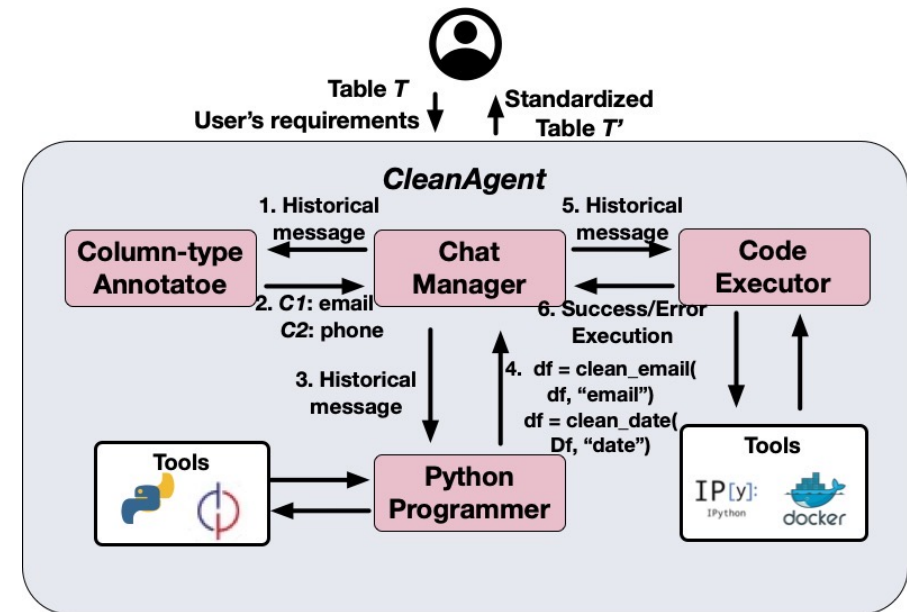 Table T
User's requirements
Standardized
Table T'
CleanAgent
1. Historical
message
5. Historical
message
Column-type
Annotatoe
Chat
Manager
Code
Executor
2. C1: email
C2: phone
6. Success/Error
Execution
3. Historical
message
4. df = clean_email(
df, “email”)
df = clean_date(
Df, “date”)
Tools
Python
Programmer
Tools
IP[y]:
IPython
docker